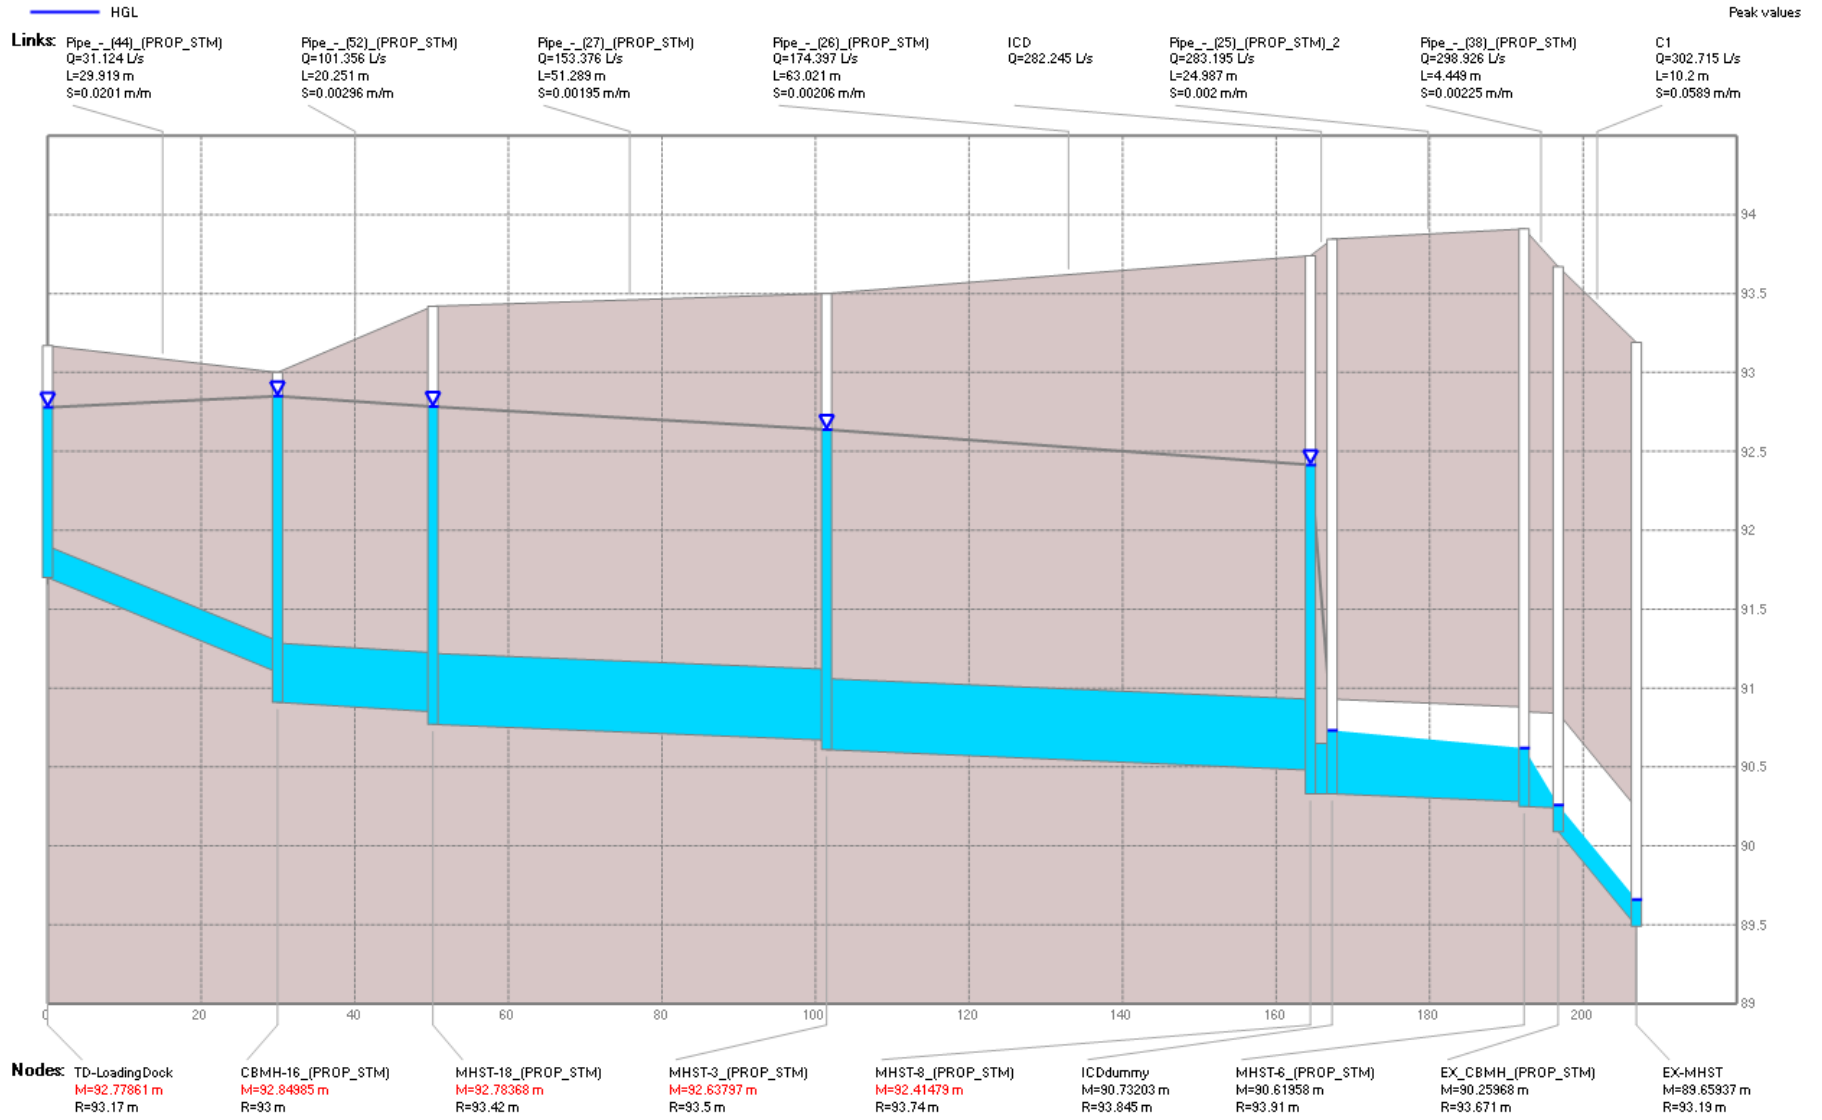 HGL
Peak values
Links:
Pipe_-_(44)_(PROP_STM)
Q=31.124 L/s
L=29.919 m
S=0.0201 m/m
Pipe_-_(52)_(PROP_STM)
Q=101.356 L/s
L=20.251 m
S=0.00296 m/m
Pipe_-_(27)_(PROP_STM)
Q=153.376 L/s
L=51.289 m
S=0.00195 m/m
Pipe_-_(26)_(PROP_STM)
Q=174.397 L/s
L=63.021 m
S=0.00206 m/m
ICD
Q=282.245 L/s
Pipe_-_(25)_(PROP_STM)_2
Q=283.195 L/s
L=24.987 m
S=0.002 m/m
Pipe_-_(38)_(PROP_STM)
Q=298.926 L/s
L=4.449 m
S=0.00225 m/m
C1
Q=302.715 L/s
L=10.2 m
S=0.0589 m/m
94
93.5
93
92.5
92
91.5
91
90.5
90
89.5
89
0
20
40
60
80
100
120
140
160
180
200
Nodes:
TD-LoadingDock
M=92.77861 m
R=93.17 m
CBMH-16_(PROP_STM)
M=92.84985 m
R=93 m
MHST-18_(PROP_STM)
M=92.78368 m
R=93.42 m
MHST-3_(PROP_STM)
M=92.63797 m
R=93.5 m
MHST-8_(PROP_STM)
M=92.41479 m
R=93.74 m
ICDdummy
M=90.73203 m
R=93.845 m
MHST-6_(PROP_STM)
M=90.61958 m
R=93.91 m
EX_CBMH_(PROP_STM)
M=90.25968 m
R=93.671 m
EX-MHST
M=89.65937 m
R=93.19 m